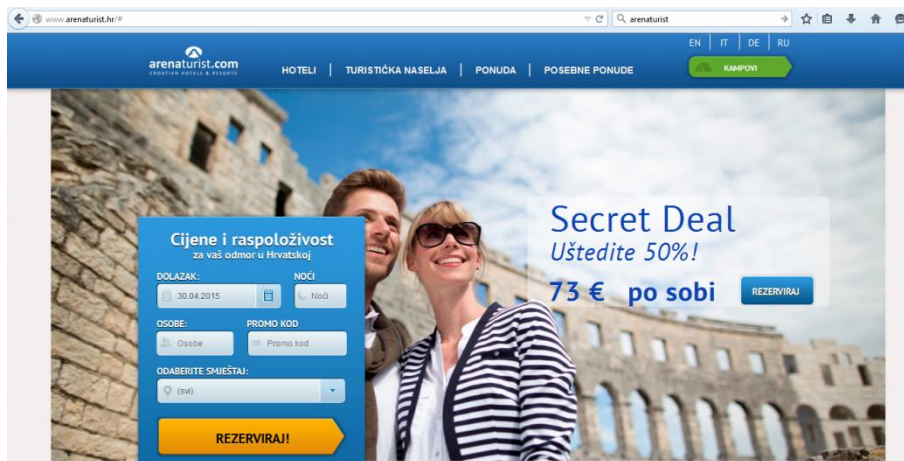 www.arenaturist.hr/#
arenaturist
EN | IT | DE | RU
arenaturist.com
CROATIAN HOTELS & RESORTS
HOTELI | TURISTIČKA NASELJA | PONUDA | POSEBNE PONUDE
KAMPOVI
Secret Deal
Uštedite 50%!
73 € po sobi
REZERVIRAJ
Cijene i raspoloživost
za vaš odmor u Hrvatskoj
DOLAZAK: NOĆI
30.04.2015 Noći
OSOBE: PROMO KOD
Osobe Promo kod
ODABERITE SMJEŠTAJ:
(svi)
REZERVIRAJ!